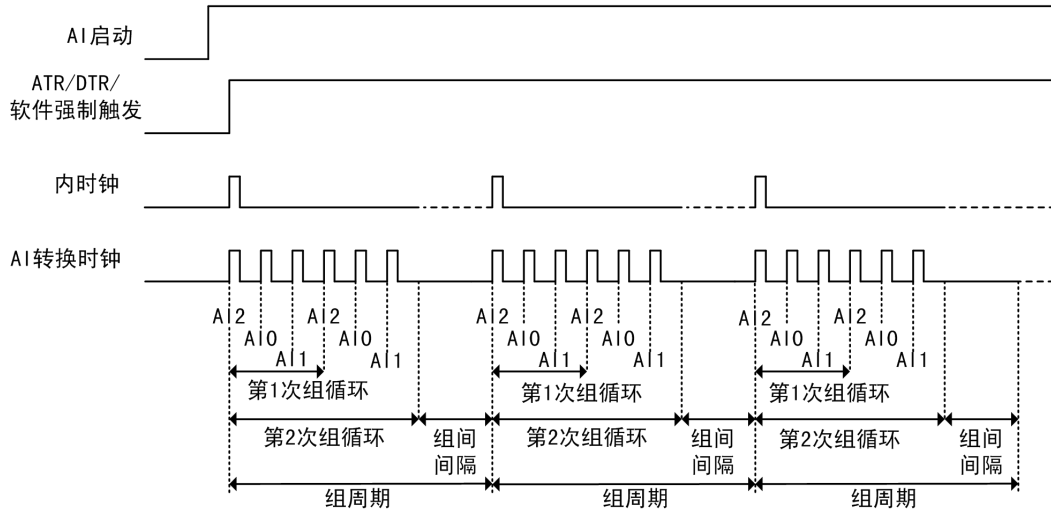 AI启动
ATR/DTR/
软件强制触发
内时钟
AI转换时钟
AI2 AI2 AI2 AI2 AI2 AI2
AI0 AI0 AI0 AI0 AI0 AI0
AI1 AI1 AI1 AI1 AI1 AI1
第1次组循环 第1次组循环 第1次组循环
第2次组循环 组间 第2次组循环 组间 第2次组循环 组间
间隔 间隔 间隔
组周期 组周期 组周期